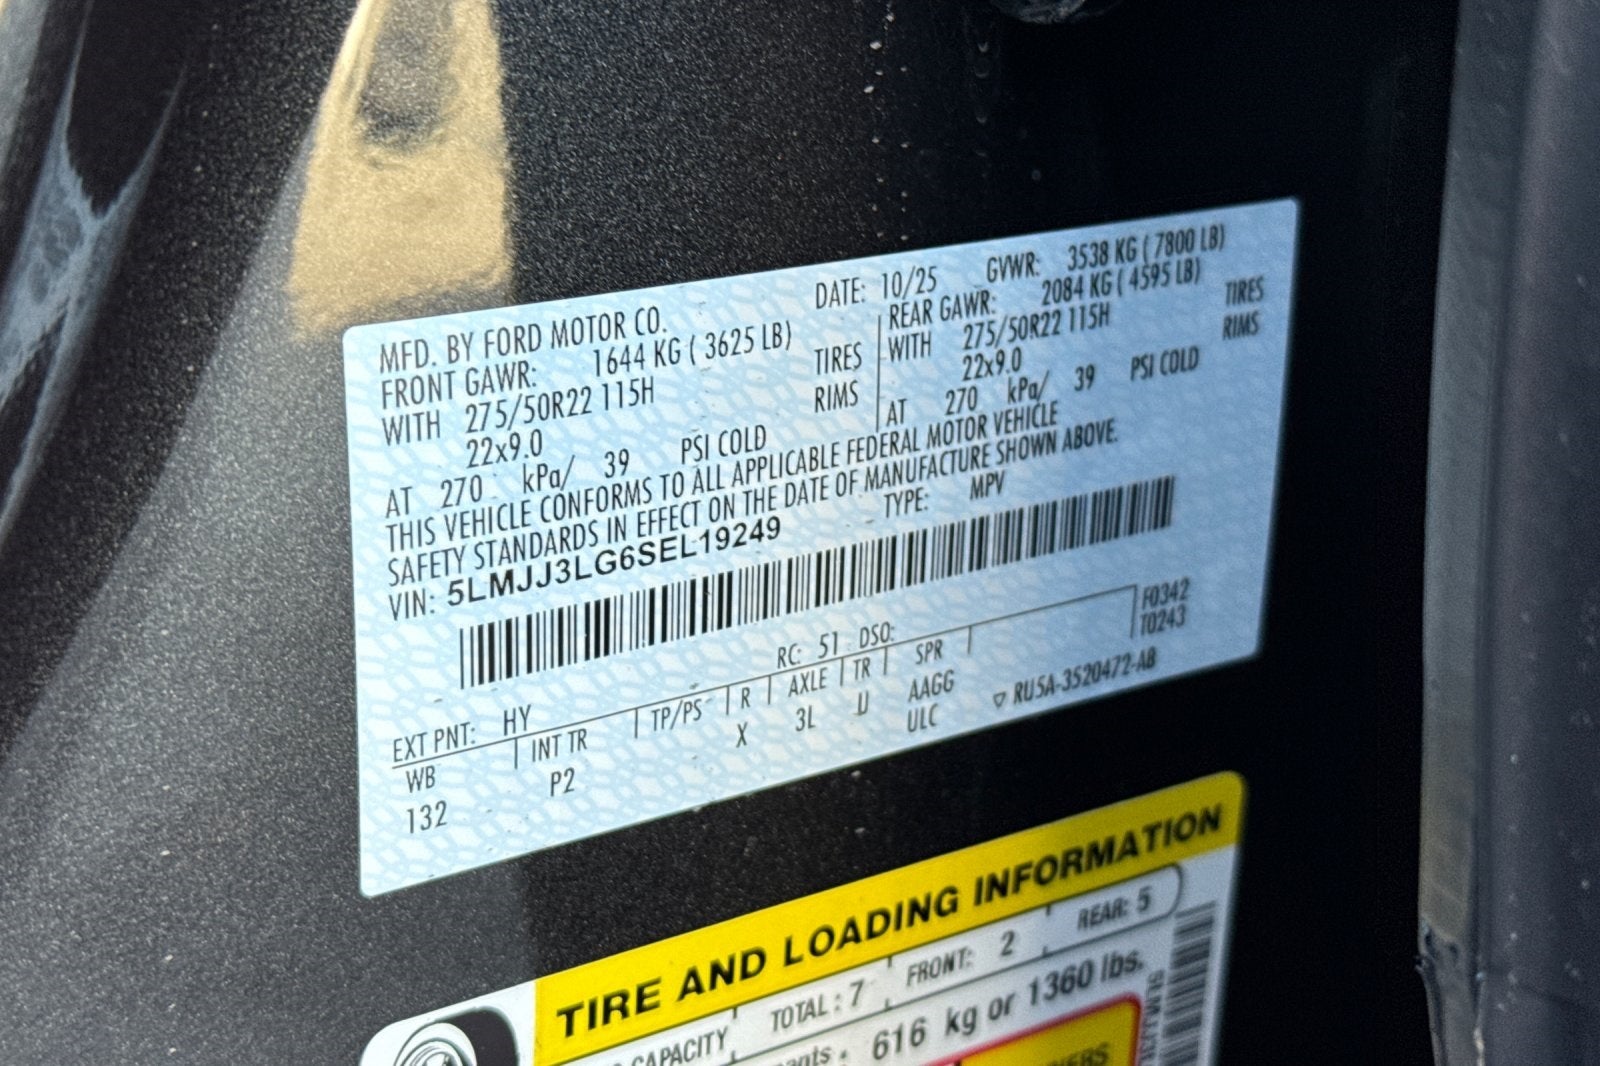 MFD. BY FORD MOTOR CO.
DATE: 10/25 GVWR: 3538 KG ( 7800 LB)
FRONT GAWR: 1644 KG ( 3625 LB)
WITH 275/50R22 115H TIRES
22x9.0 RIMS
AT 270 kPa/ 39 PSI COLD
REAR GAWR: 2084 KG ( 4595 LB)
WITH 275/50R22 115H TIRES
22x9.0 RIMS
AT 270 kPa/ 39 PSI COLD
THIS VEHICLE CONFORMS TO ALL APPLICABLE FEDERAL MOTOR VEHICLE
SAFETY STANDARDS IN EFFECT ON THE DATE OF MANUFACTURE SHOWN ABOVE.
VIN: 5LMJJ3LG6SEL19249 TYPE: MPV
F0342
T0243
EXT PNT: HY RC: 51 DSO:
WB INT TR TP/PS R AXLE TR SPR
132 P2 X 3L IJ AAGG
ULC
RU5A-3520472-AB
TIRE AND LOADING INFORMATION
CAPACITY TOTAL : 7 FRONT: 2 REAR: 5
616 kg or 1360 lbs.